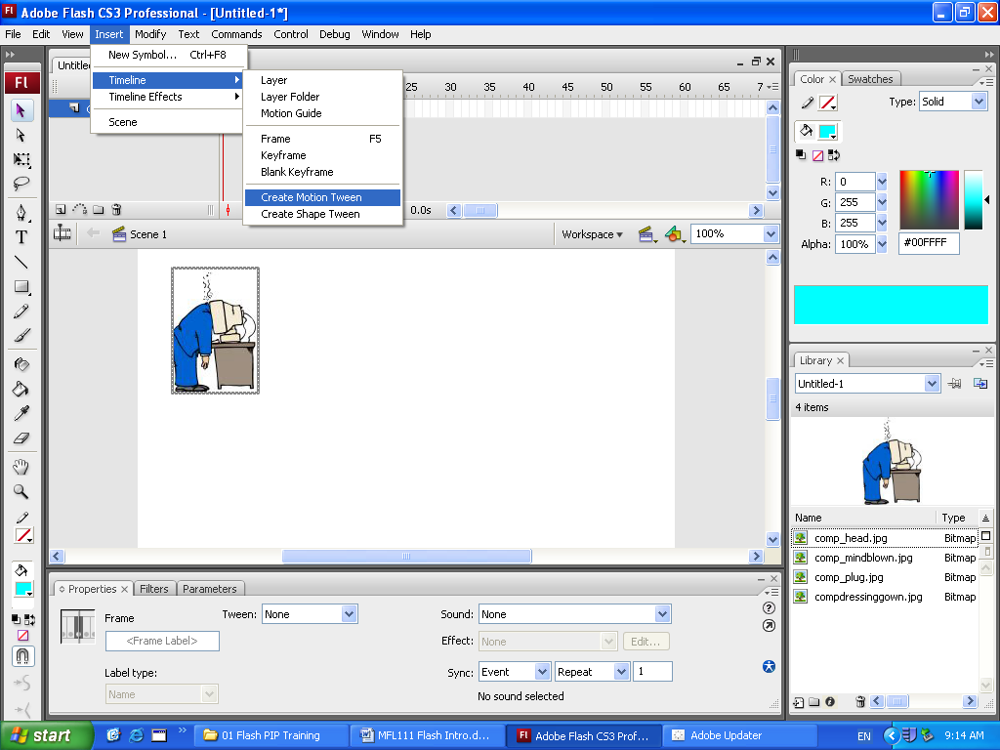 Fl Adobe Flash CS3 Professional - [Untitled-1*]
File Edit View Insert Modify Text Commands Control Debug Window Help
New Symbol... Ctrl+F8
Timeline
Timeline Effects
Scene
Layer
Layer Folder
Motion Guide
Frame F5
Keyframe
Blank Keyframe
Create Motion Tween
Create Shape Tween
Fl
T
25 30 35 40 45 50 55 60 65 7
0.0s
Scene 1
Workspace
100%
Color
Swatches
Type: Solid
R: 0
G: 255
B: 255
Alpha: 100%
#00FFFF
Library
Untitled-1
4 items
Name Type
comp_head.jpg Bitmap
comp_mindblown.jpg Bitmap
comp_plug.jpg Bitmap
compdressinggown.jpg Bitmap
Properties
Filters
Parameters
Frame
<Frame Label>
Label type:
Name
Tween: None
Sound: None
Effect: None Edit...
Sync: Event Repeat 1
No sound selected
start
01 Flash PIP Training
MFL111 Flash Intro.d...
Fl Adobe Flash CS3 Prof...
Adobe Updater
EN
9:14 AM